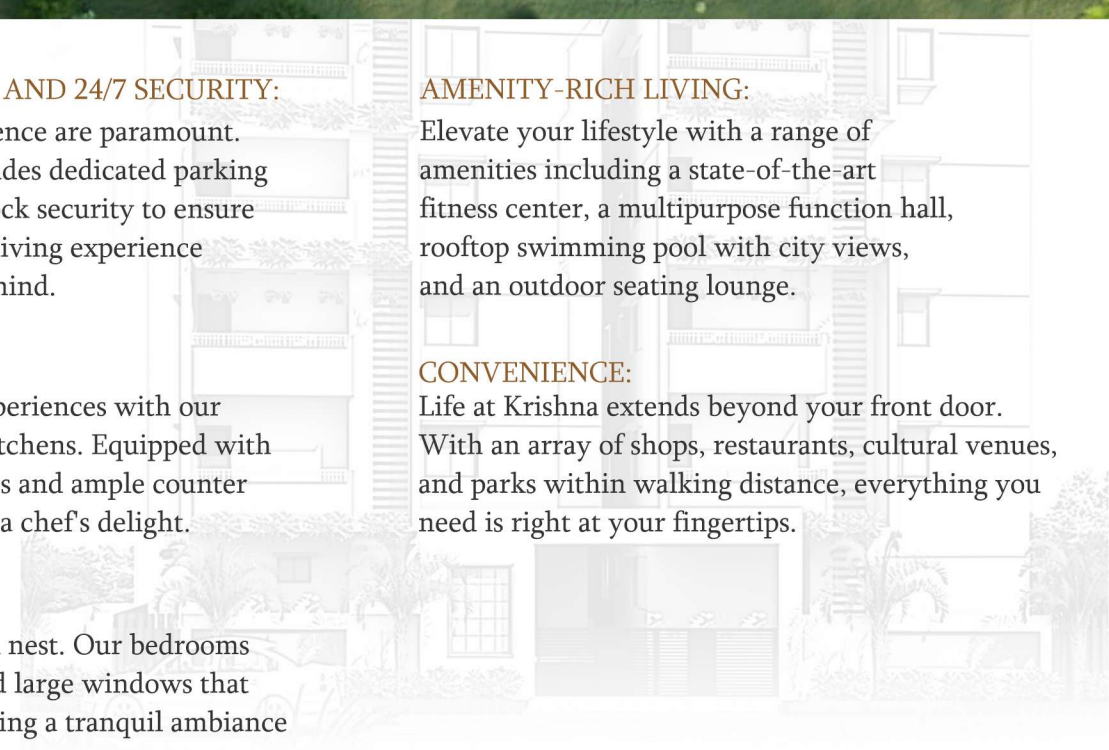 AND 24/7 SECURITY:
ence are paramount.
des dedicated parking
ck security to ensure
iving experience
ind.
periences with our
tchens. Equipped with
s and ample counter
a chef's delight.
nest. Our bedrooms
large windows that
ing a tranquil ambiance
AMENITY-RICH LIVING:
Elevate your lifestyle with a range of
amenities including a state-of-the-art
fitness center, a multipurpose function hall,
rooftop swimming pool with city views,
and an outdoor seating lounge.
CONVENIENCE:
Life at Krishna extends beyond your front door.
With an array of shops, restaurants, cultural venues,
and parks within walking distance, everything you
need is right at your fingertips.